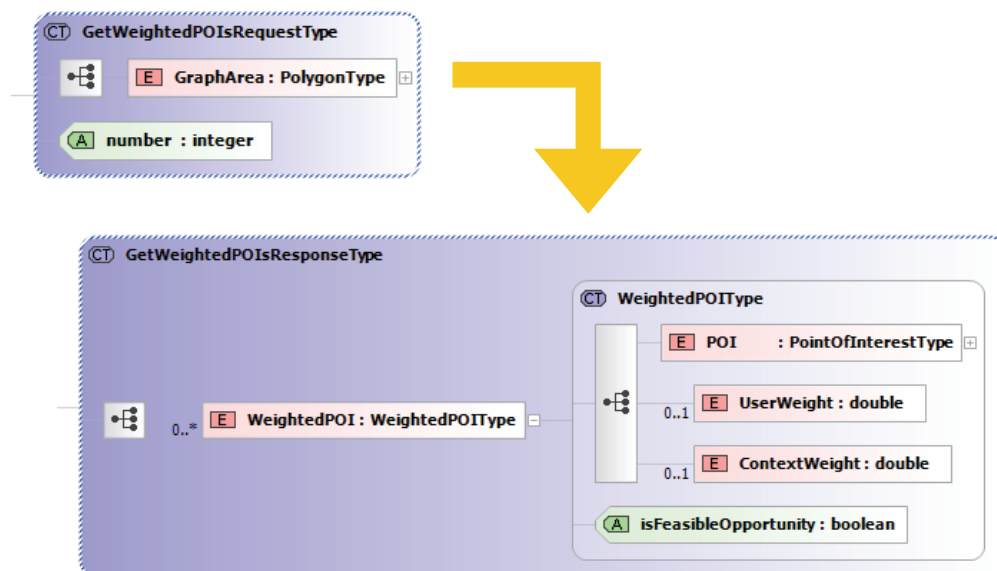 CT GetWeightedPOIsRequestType
E GraphArea : PolygonType
A number : integer
CT GetWeightedPOIsResponseType
CT WeightedPOIType
E POI : PointOfInterestType
0..* E WeightedPOI : WeightedPOIType
0..1 E UserWeight : double
0..1 E ContextWeight : double
A isFeasibleOpportunity : boolean